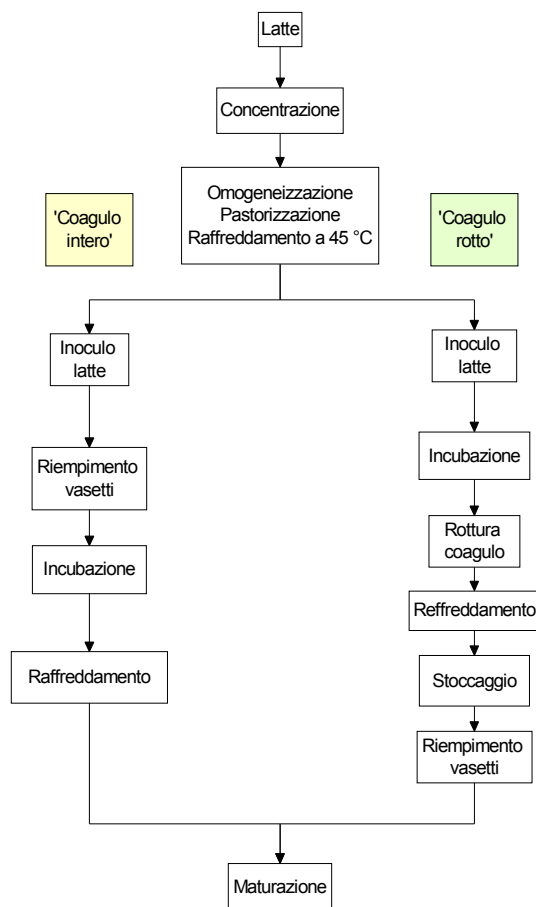 Latte
Concentrazione
Omogeneizzazione
Pastorizzazione
Raffreddamento a 45 °C
'Coagulo
intero'
'Coagulo
rotto'
Inoculo
latte
Riempimento
vasetti
Incubazione
Raffreddamento
Inoculo
latte
Incubazione
Rottura
coagulo
Reffreddamento
Stoccaggio
Riempimento
vasetti
Maturazione